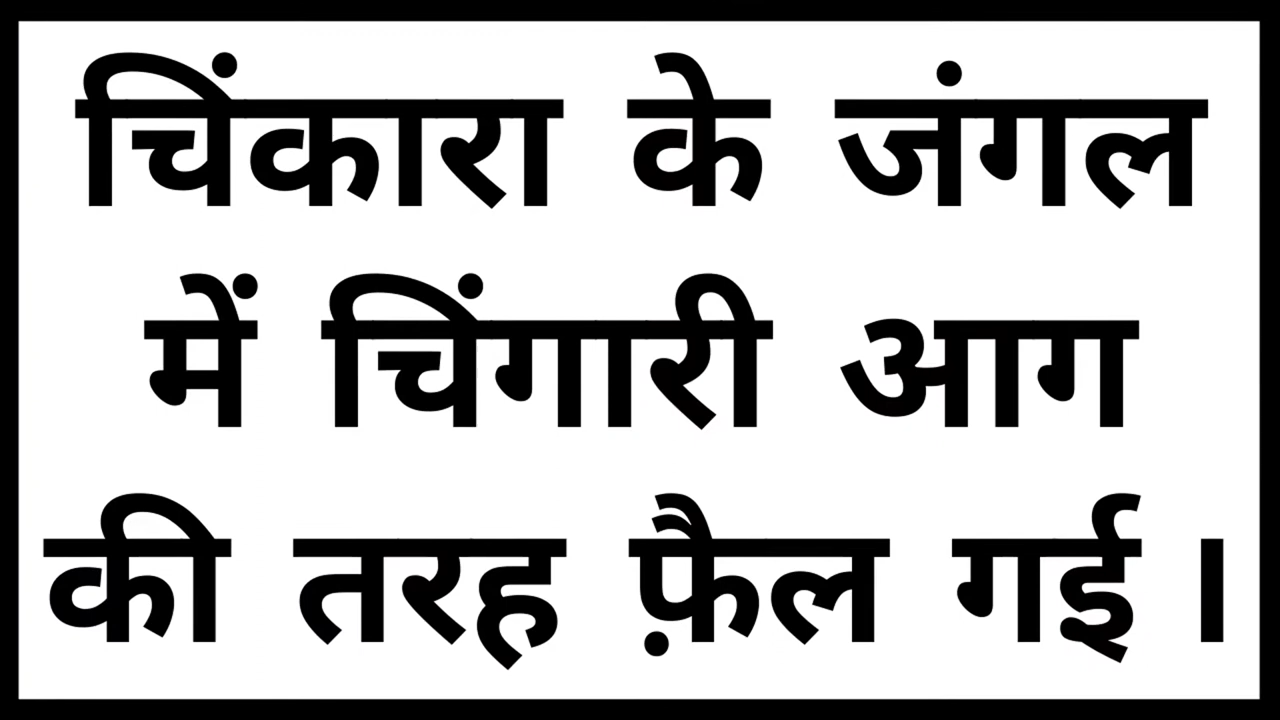 चिंकारा के जंगल
में चिंगारी आग
की तरह फ़ैल गई।